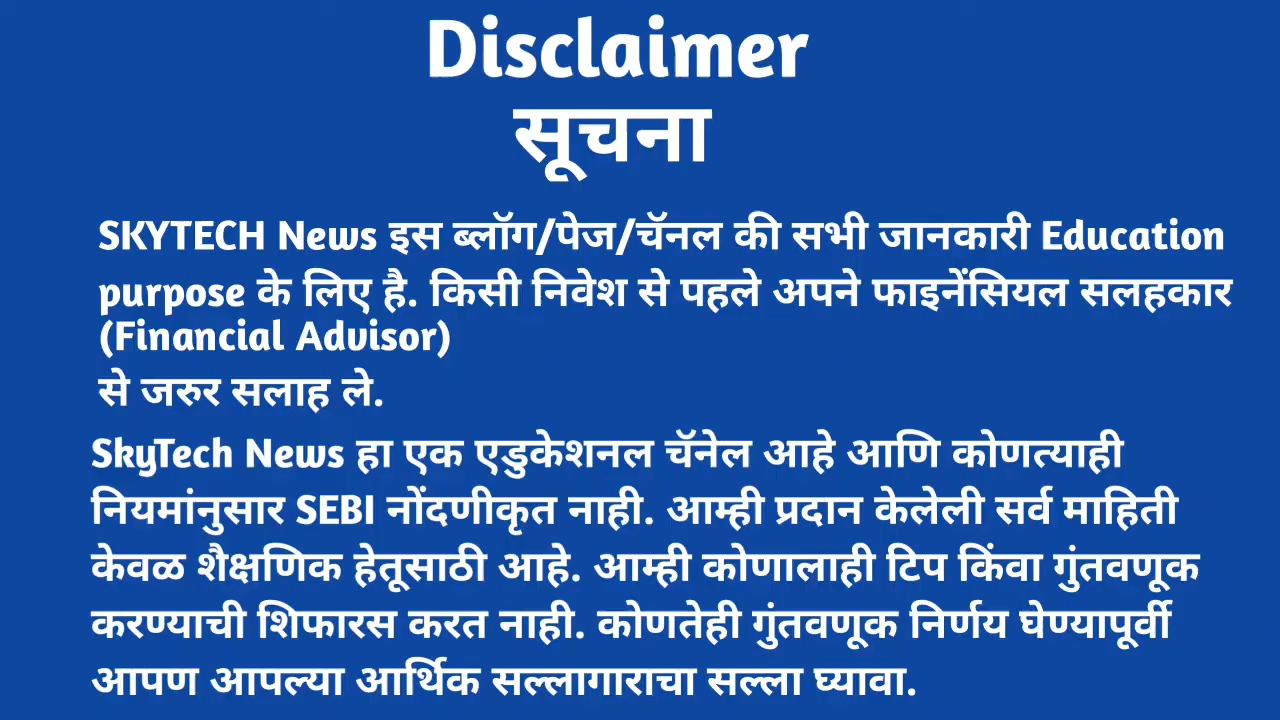 Disclaimer
सूचना
SKYTECH News इस ब्लॉग/पेज/चॅनल की सभी जानकारी Education
purpose के लिए है. किसी निवेश से पहले अपने फाइनेंसियल सलहकार
(Financial Advisor)
से जरुर सलाह ले.
SkyTech News हा एक एडुकेशनल चॅनेल आहे आणि कोणत्याही
नियमांनुसार SEBI नोंदणीकृत नाही. आम्ही प्रदान केलेली सर्व माहिती
केवळ शैक्षणिक हेतूसाठी आहे. आम्ही कोणालाही टिप किंवा गुंतवणूक
करण्याची शिफारस करत नाही. कोणतेही गुंतवणूक निर्णय घेण्यापूर्वी
आपण आपल्या आर्थिक सल्लागाराचा सल्ला घ्यावा.